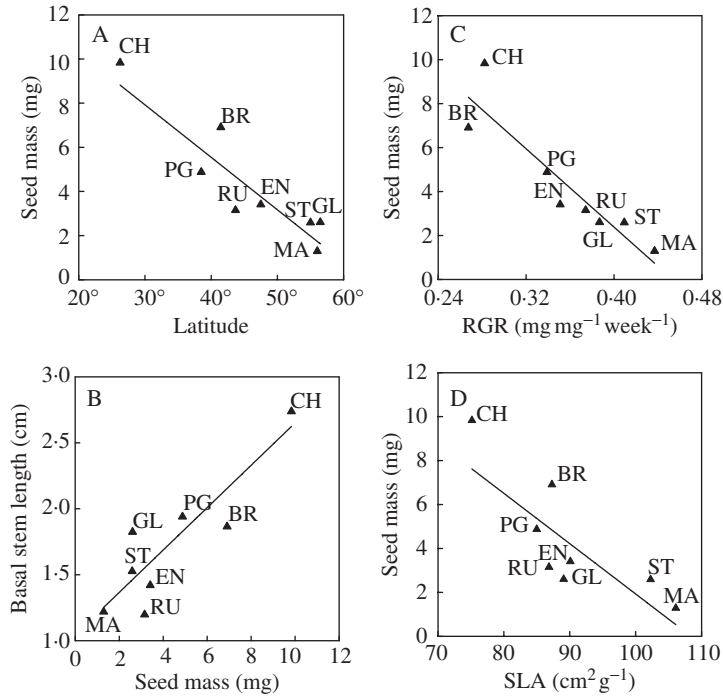 A
CH
BR
PG
RU
EN
ST
GL
MA
12
10
8
6
4
2
0
Seed mass (mg)
20° 30° 40° 50° 60°
Latitude
C
CH
BR
PG
EN
RU
GL
ST
MA
12
10
8
6
4
2
0
Seed mass (mg)
0·24 0·32 0·40 0·48
RGR (mg mg⁻¹ week⁻¹)
B
CH
PG
BR
GL
ST
EN
RU
MA
3·0
2·5
2·0
1·5
1·0
Basal stem length (cm)
0 2 4 6 8 10 12
Seed mass (mg)
D
CH
BR
PG
EN
RU
GL
ST
MA
12
10
8
6
4
2
0
Seed mass (mg)
70 80 90 100 110
SLA (cm² g⁻¹)